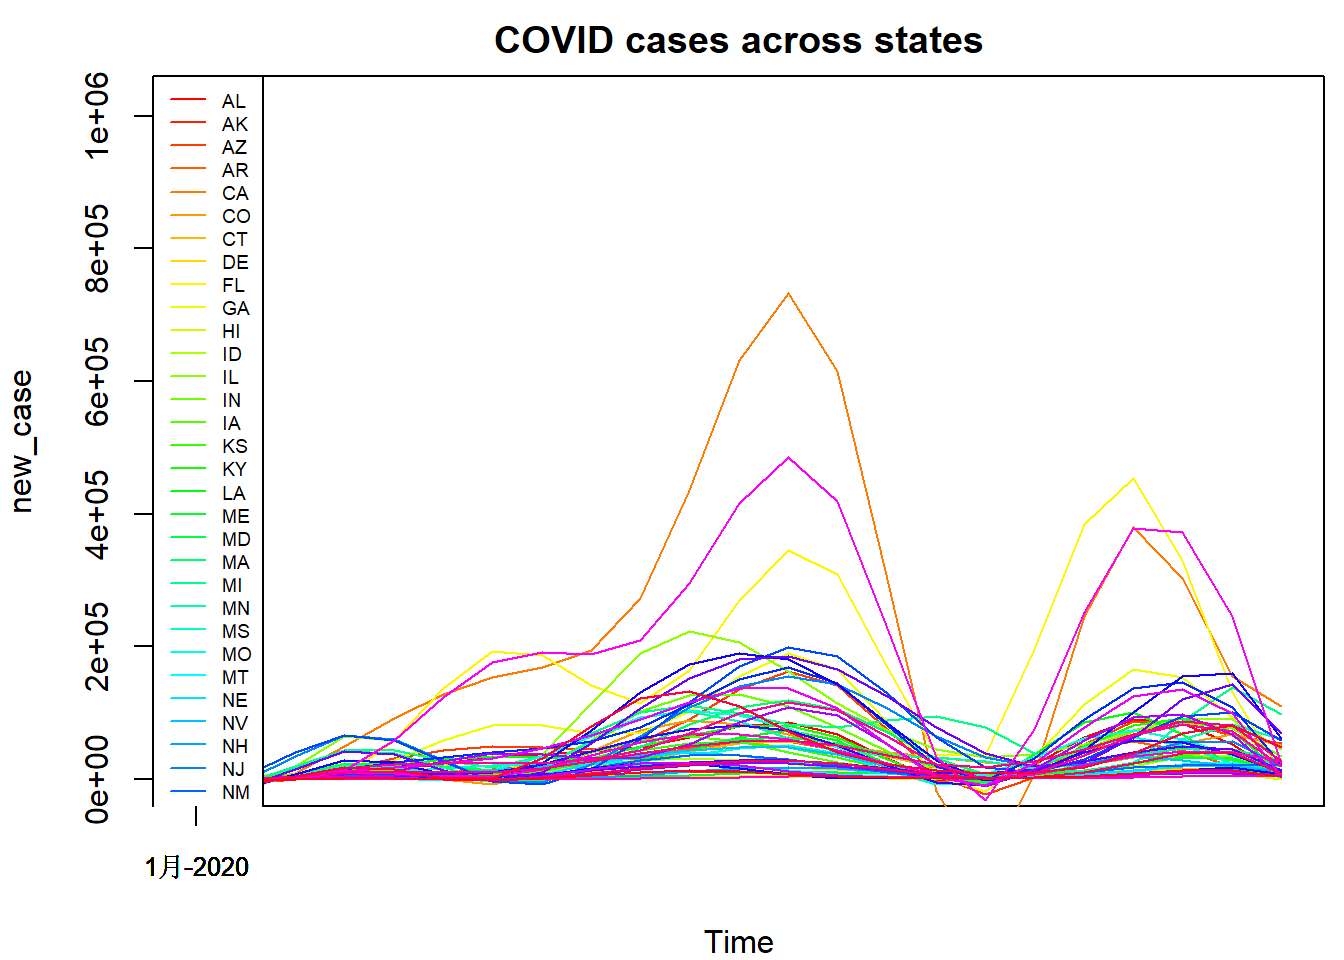 COVID cases across states
new_case
1e+06
8e+05
6e+05
4e+05
2e+05
0e+00
AL
AK
AZ
AR
CA
CO
CT
DE
FL
GA
HI
ID
IL
IN
IA
KS
KY
LA
ME
MD
MA
MI
MN
MS
MO
MT
NE
NV
NH
NJ
NM
1月-2020
Time